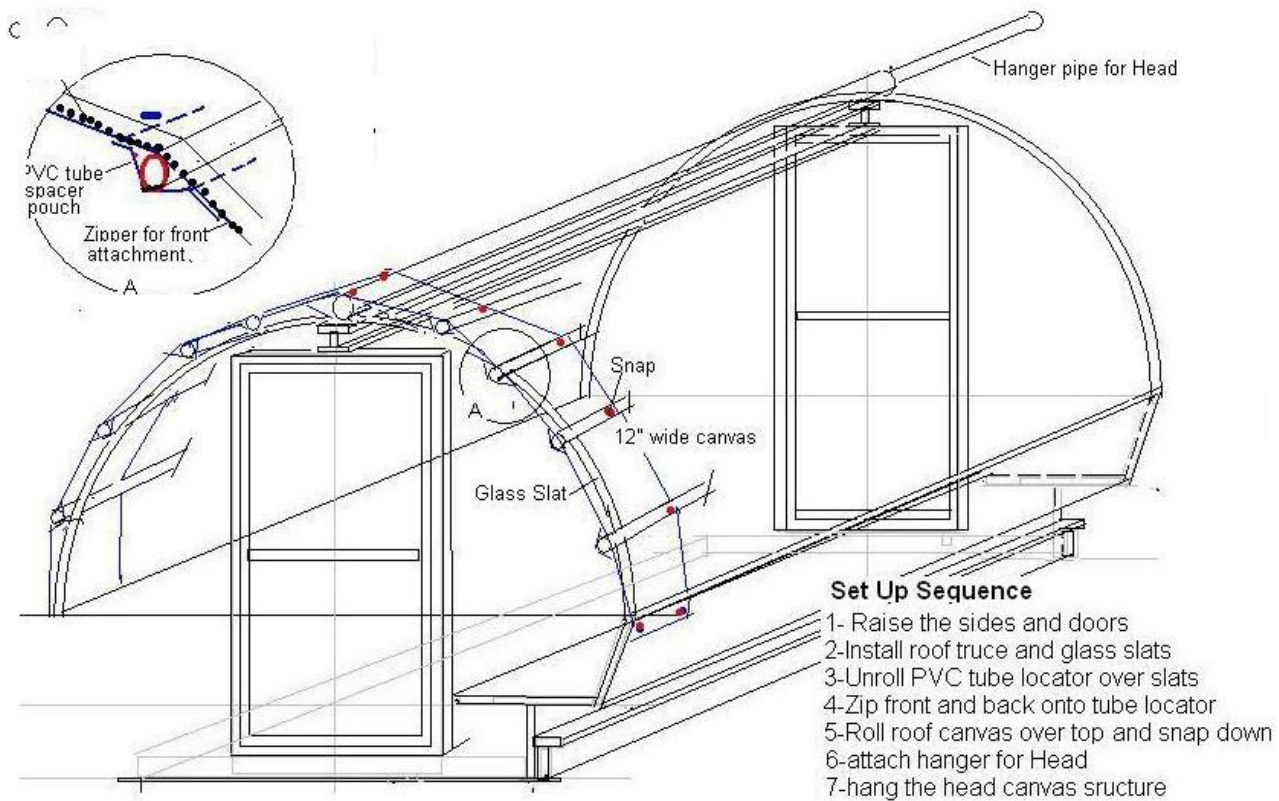 Hanger pipe for Head
PVC tube
spacer
pouch
Zipper for front
attachment
A
Snap
A
12" wide canvas
Glass Slat
Set Up Sequence
1- Raise the sides and doors
2-Install roof truce and glass slats
3-Unroll PVC tube locator over slats
4-Zip front and back onto tube locator
5-Roll roof canvas over top and snap down
6-attach hanger for Head
7-hang the head canvas sructure